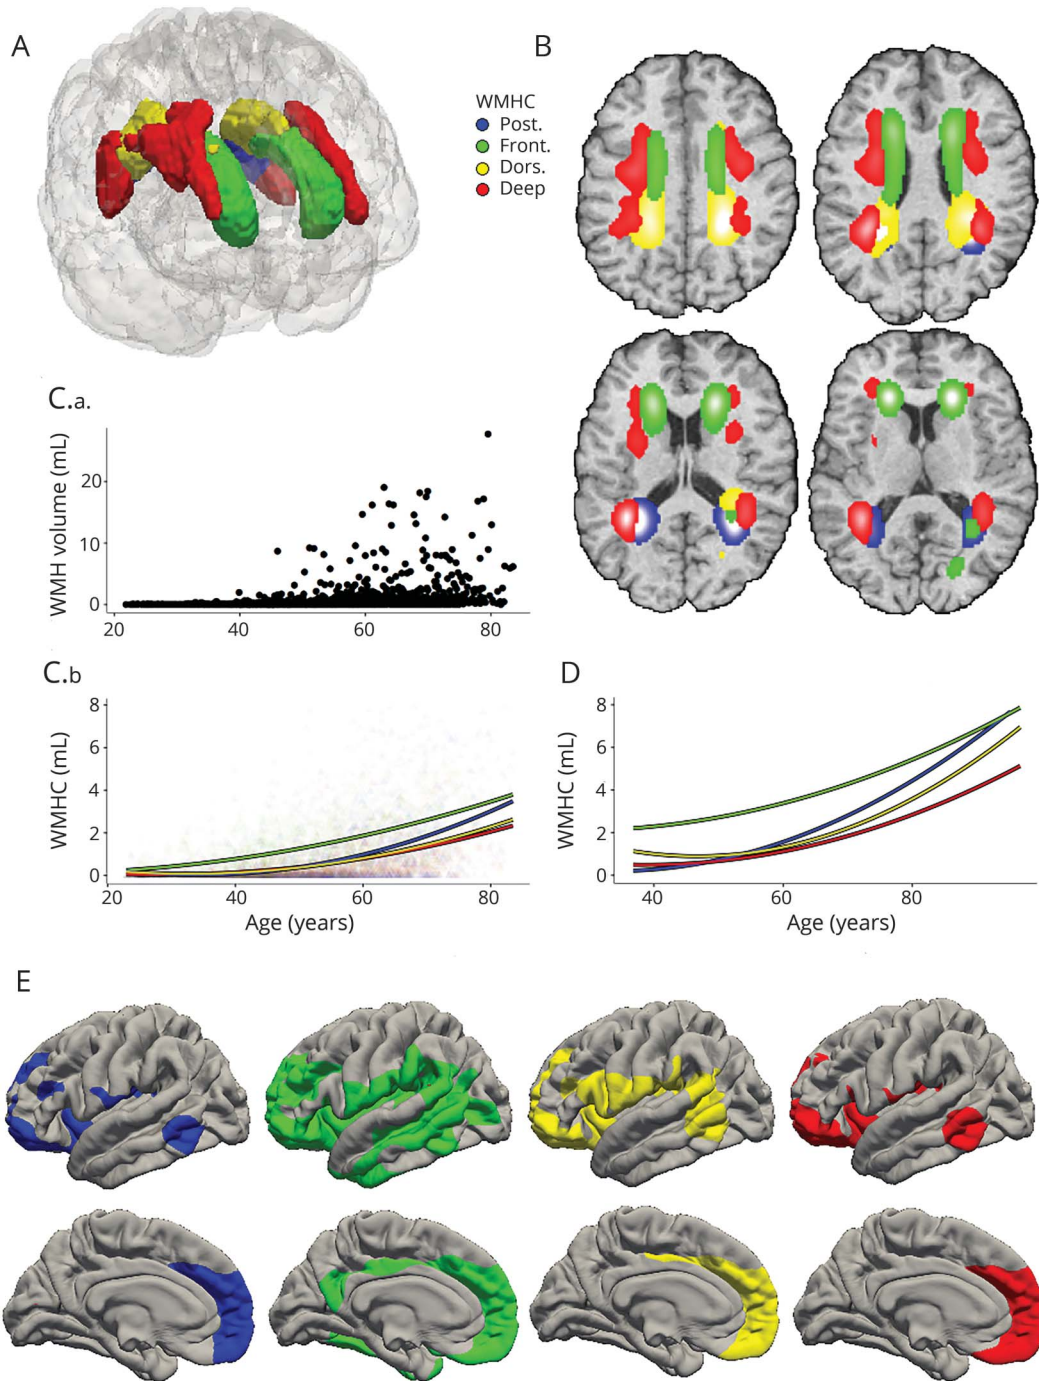 A
B
WMHC
Post.
Front.
Dors.
Deep
C.a.
WMH volume (mL)
20
10
0
20 40 60 80
C.b
WMHC (mL)
8
6
4
2
0
20 40 60 80
Age (years)
D
WMHC (mL)
8
6
4
2
0
40 60 80
Age (years)
E